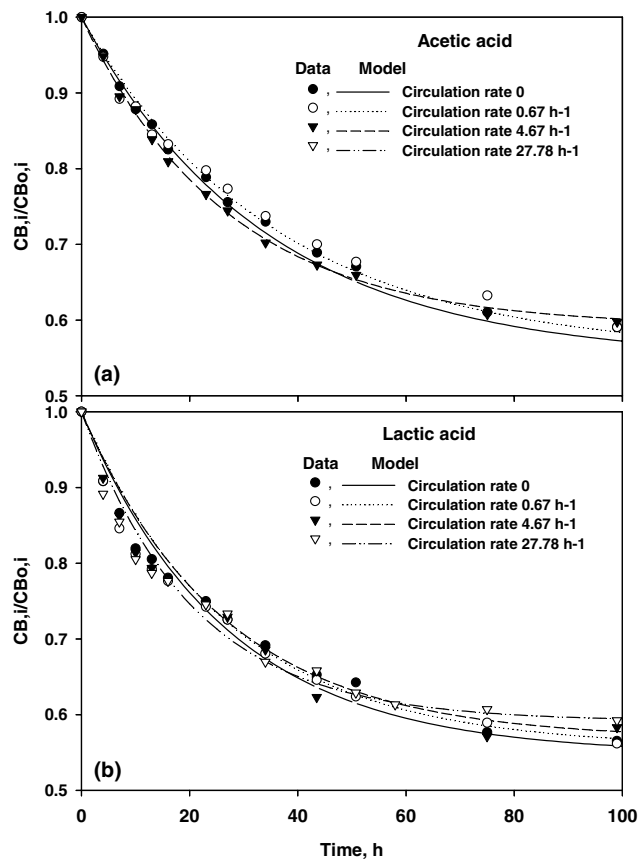 1.0
Acetic acid
Data Model
0.9
, Circulation rate 0
, Circulation rate 0.67 h-1
, Circulation rate 4.67 h-1
, Circulation rate 27.78 h-1
0.8
CB,i/CBo,i
0.7
0.6
(a)
0.5
1.0
Lactic acid
Data Model
0.9
, Circulation rate 0
, Circulation rate 0.67 h-1
, Circulation rate 4.67 h-1
, Circulation rate 27.78 h-1
0.8
CB,i/CBo,i
0.7
0.6
(b)
0.5
0 20 40 60 80 100
Time, h